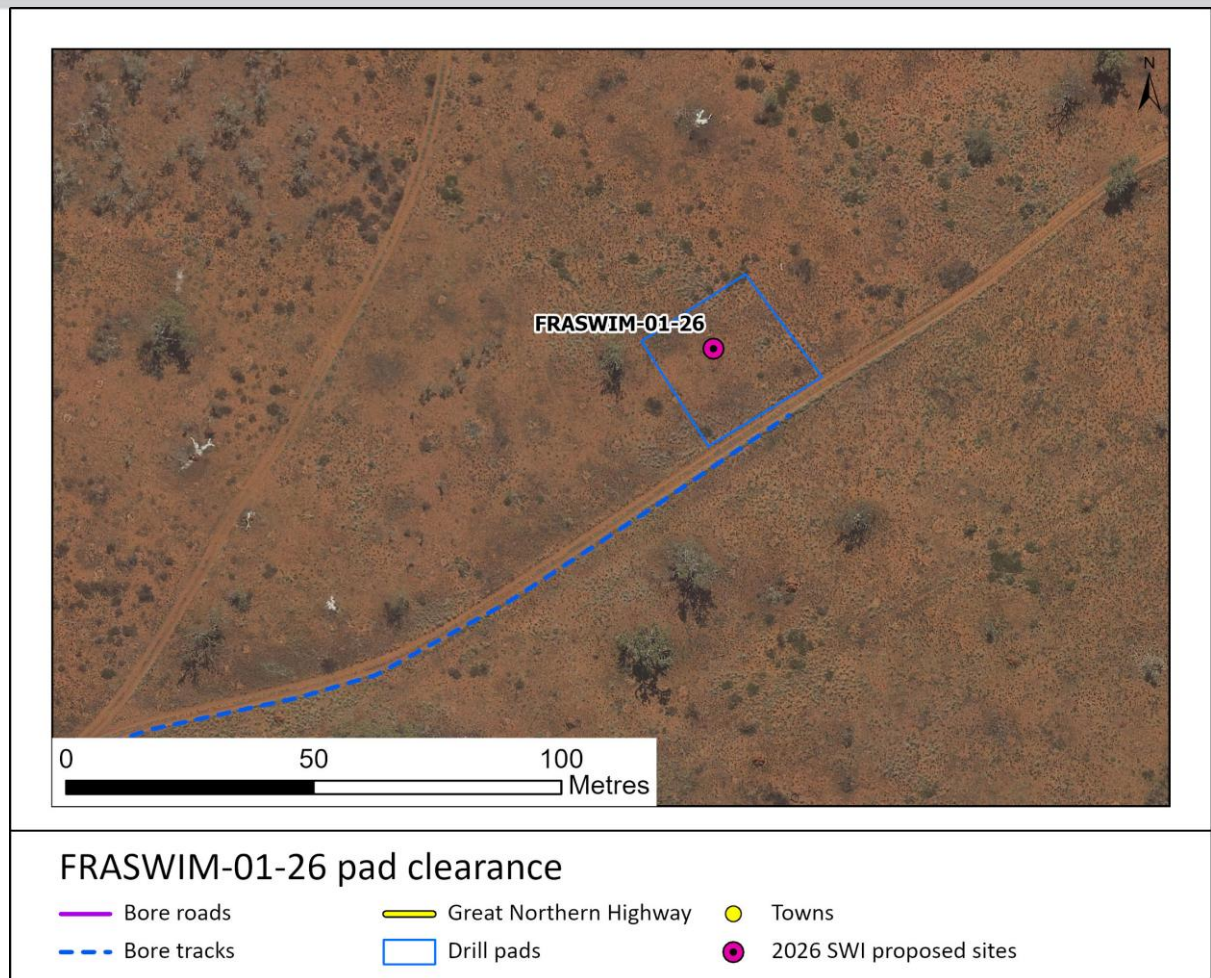 N
FRASWIM-01-26
0 50 100
Metres
FRASWIM-01-26 pad clearance
Bore roads Great Northern Highway Towns
Bore tracks Drill pads 2026 SWI proposed sites